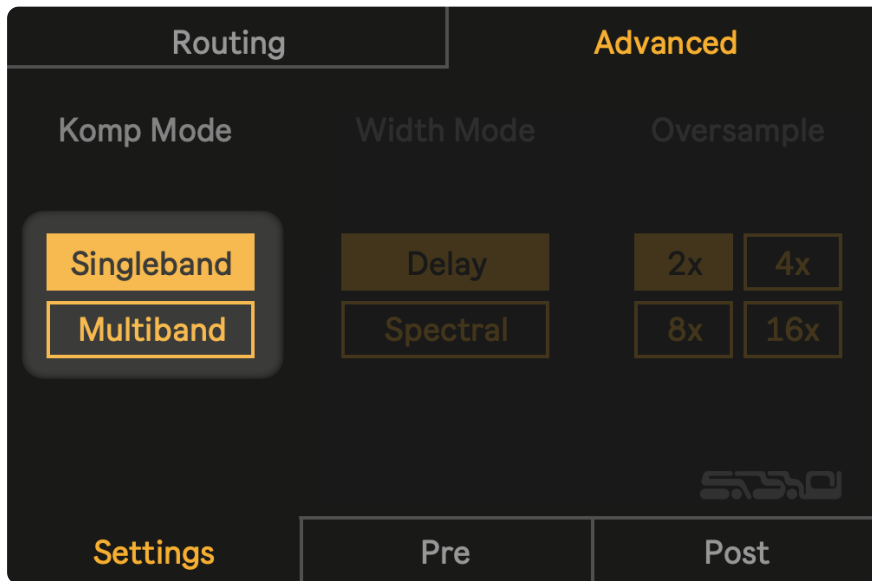 Routing Advanced
Komp Mode Width Mode Oversample
Singleband Delay 2x 4x
Multiband Spectral 8x 16x
Settings Pre Post